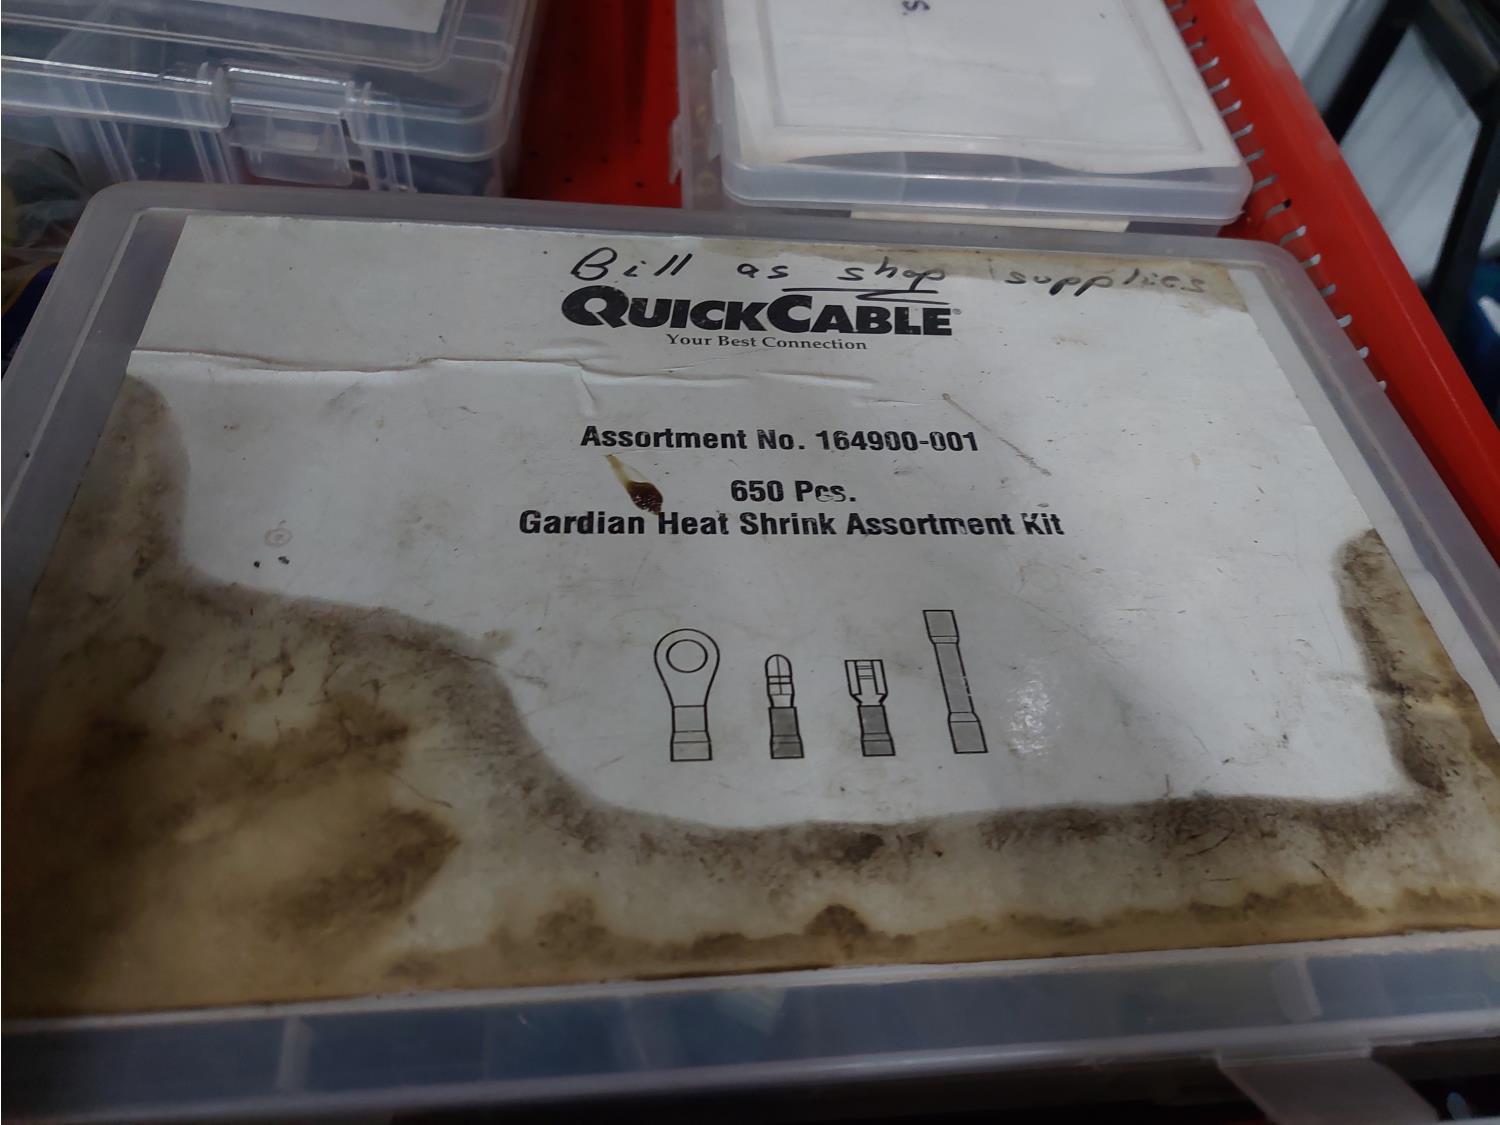 s.
Bill as shop supplies
QUICKCABLE®
Your Best Connection
Assortment No. 164900-001
650 Pcs.
Gardian Heat Shrink Assortment Kit